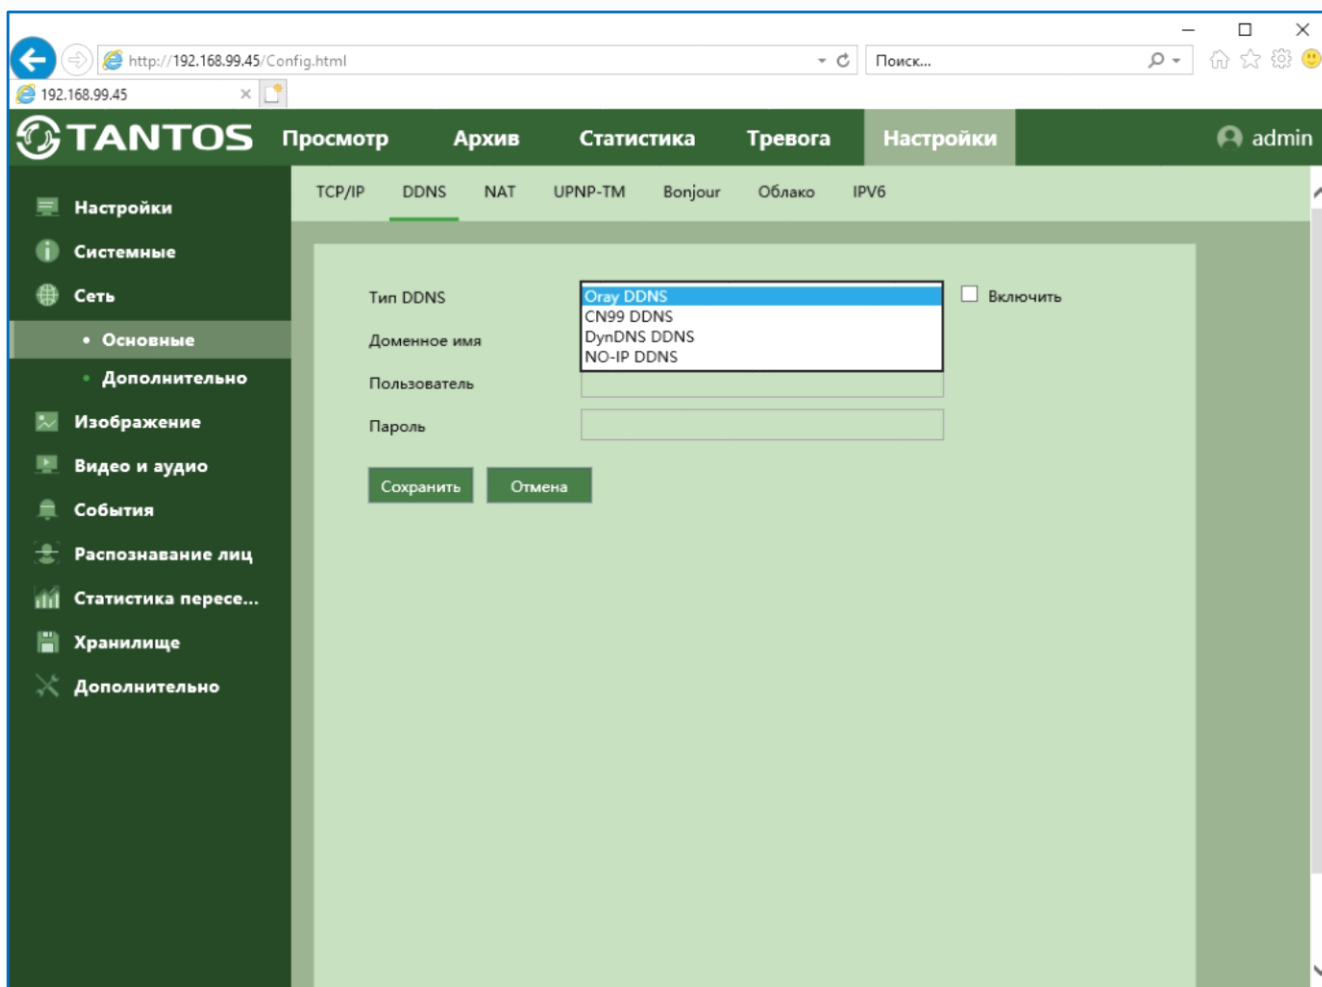 http://192.168.99.45/Config.html
Поиск...
192.168.99.45
TANTOS
Просмотр
Архив
Статистика
Тревога
Настройки
admin
TCP/IP
DDNS
NAT
UPNP-TM
Bonjour
Облако
IPV6
Настройки
Системные
Сеть
• Основные
• Дополнительно
Изображение
Видео и аудио
События
Распознавание лиц
Статистика пересе...
Хранилище
Дополнительно
Тип DDNS
Oray DDNS
CN99 DDNS
DynDNS DDNS
NO-IP DDNS
Включить
Доменное имя
Пользователь
Пароль
Сохранить
Отмена